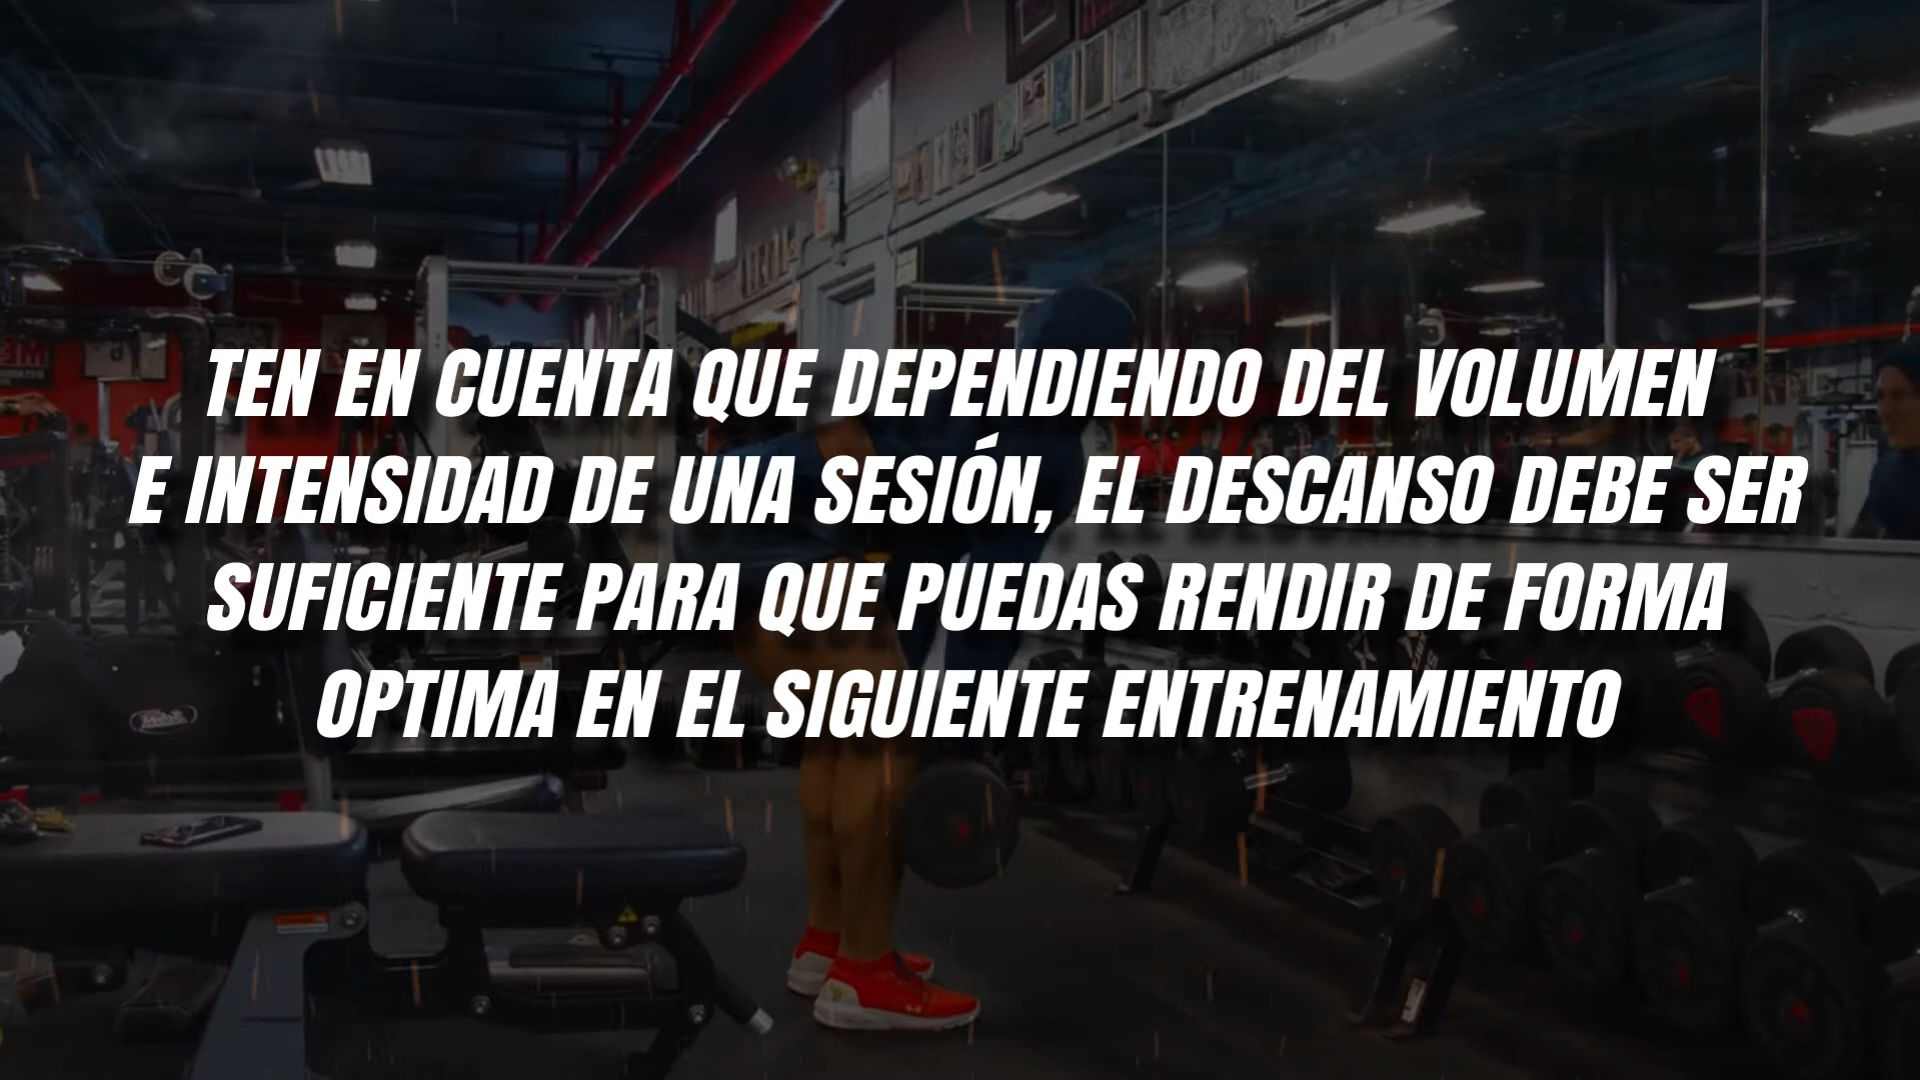 TEN EN CUENTA QUE DEPENDIENDO DEL VOLUMEN
E INTENSIDAD DE UNA SESIÓN, EL DESCANSO DEBE SER
SUFICIENTE PARA QUE PUEDAS RENDIR DE FORMA
OPTIMA EN EL SIGUIENTE ENTRENAMIENTO